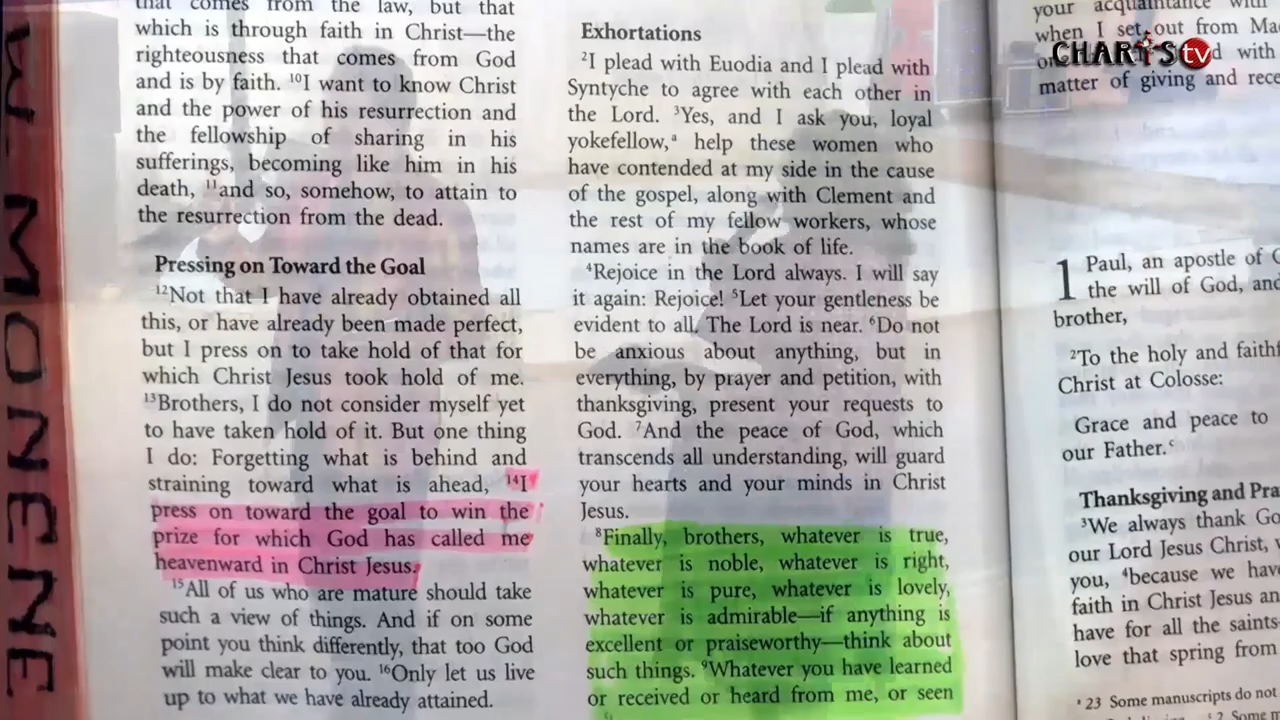 W_MONENE
that comes from the law, but that
which is through faith in Christ—the
righteousness that comes from God
and is by faith. ¹⁰I want to know Christ
and the power of his resurrection and
the fellowship of sharing in his
sufferings, becoming like him in his
death, ¹¹and so, somehow, to attain to
the resurrection from the dead.
Pressing on Toward the Goal
¹²Not that I have already obtained all
this, or have already been made perfect,
but I press on to take hold of that for
which Christ Jesus took hold of me.
¹³Brothers, I do not consider myself yet
to have taken hold of it. But one thing
I do: Forgetting what is behind and
straining toward what is ahead, ¹⁴I
press on toward the goal to win the
prize for which God has called me
heavenward in Christ Jesus.
¹⁵All of us who are mature should take
such a view of things. And if on some
point you think differently, that too God
will make clear to you. ¹⁶Only let us live
up to what we have already attained.
Exhortations
²I plead with Euodia and I plead with
Syntyche to agree with each other in
the Lord. ³Yes, and I ask you, loyal
yokefellow,ᵃ help these women who
have contended at my side in the cause
of the gospel, along with Clement and
the rest of my fellow workers, whose
names are in the book of life.
⁴Rejoice in the Lord always. I will say
it again: Rejoice! ⁵Let your gentleness be
evident to all. The Lord is near. ⁶Do not
be anxious about anything, but in
everything, by prayer and petition, with
thanksgiving, present your requests to
God. ⁷And the peace of God, which
transcends all understanding, will guard
your hearts and your minds in Christ
Jesus.
⁸Finally, brothers, whatever is true,
whatever is noble, whatever is right,
whatever is pure, whatever is lovely,
whatever is admirable—if anything is
excellent or praiseworthy—think about
such things. ⁹Whatever you have learned
or received or heard from me, or seen
your acquaintance with
when I set out from Ma
d with
matter of giving and rece
CHARIS tv
1 Paul, an apostle of C
the will of God, and
brother,
²To the holy and faithf
Christ at Colosse:
Grace and peace to
our Father.ᶜ
Thanksgiving and Pra
³We always thank Go
our Lord Jesus Christ, w
you, ⁴because we have
faith in Christ Jesus an
have for all the saints-
love that spring from
ᵃ 23 Some manuscripts do not
ᶜ 2 Some m